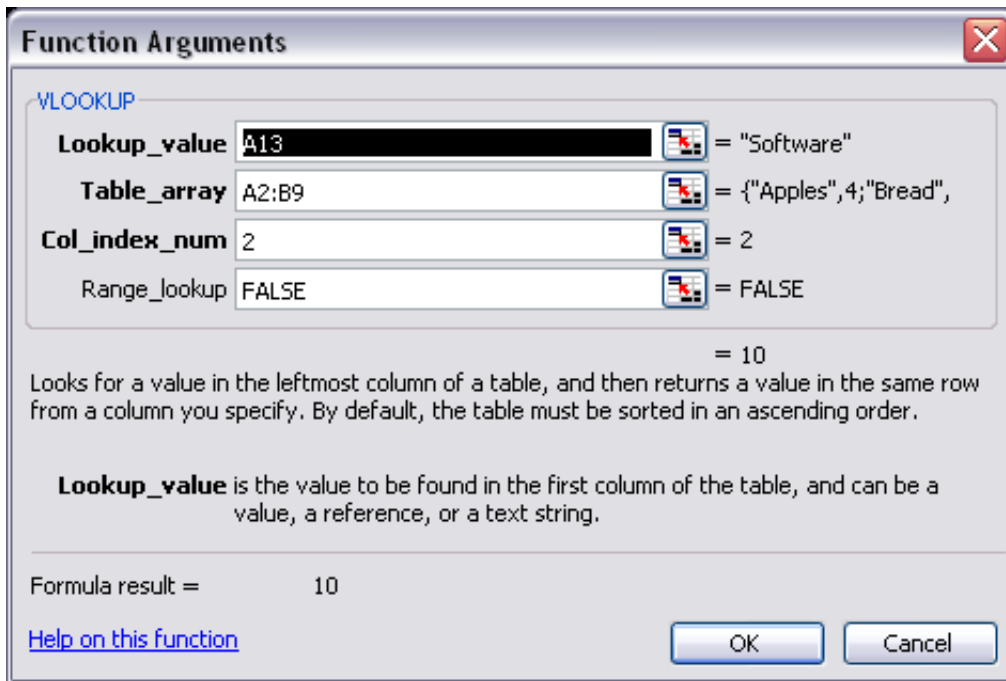 Function Arguments
VLOOKUP
Lookup_value A13 = "Software"
Table_array A2:B9 = {"Apples",4;"Bread",
Col_index_num 2 = 2
Range_lookup FALSE = FALSE
= 10
Looks for a value in the leftmost column of a table, and then returns a value in the same row
from a column you specify. By default, the table must be sorted in an ascending order.
Lookup_value is the value to be found in the first column of the table, and can be a
value, a reference, or a text string.
Formula result = 10
Help on this function OK Cancel